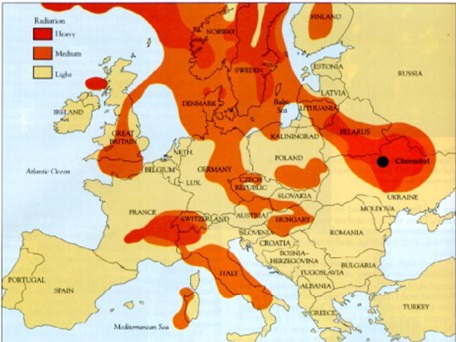 Radiation
Heavy
Medium
Light
FINLAND
NORWAY
SWEDEN
ESTONIA
RUSSIA
LATVIA
DENMARK
Baltic
Sea
LITHUANIA
IRELAND
GREAT
BRITAIN
KALININGRAD
BELARUS
NETH.
POLAND
Chernobyl
Atlantic Ocean
BELGIUM
GERMANY
LUX.
CZECH
REPUBLIC
UKRAINE
SLOVAKIA
MOLDOVA
FRANCE
SWITZERLAND
AUSTRIA
HUNGARY
SLOVENIA
ROMANIA
CROATIA
BOSNIA-
HERZEGOVINA
ITALY
YUGOSLAVIA
BULGARIA
PORTUGAL
SPAIN
ALBANIA
TURKEY
GREECE
Mediterranean Sea